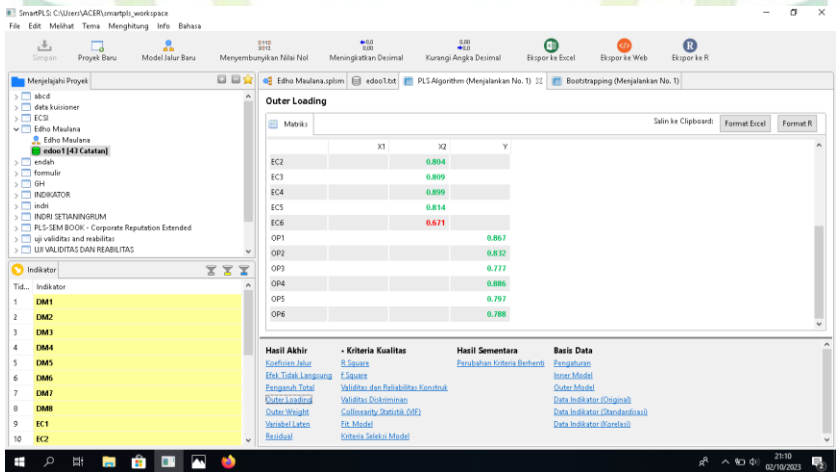 SmartPLS: C:\Users\ACER\smartpls_workspace
File Edit Melihat Tema Menghitung Info Bahasa
Simpan Proyek Baru Model Jalur Baru Menyembunyikan Nilai Nol Meningkatkan Desimal Kurangi Angka Desimal Ekspor ke Excel Ekspor ke Web Ekspor ke R
Menjelajahi Proyek
abcd
data kuisioner
ECSI
Edho Maulana
Edho Maulana
edoo1 [43 Catatan]
endah
formulir
GH
INDIKATOR
indri
INDRI SETIANINGRUM
PLS-SEM BOOK - Corporate Reputation Extended
uji validitas and reabilitas
UJI VALIDITAS DAN REABILITAS
Indikator
Tid... Indikator
1 DM1
2 DM2
3 DM3
4 DM4
5 DM5
6 DM6
7 DM7
8 DM8
9 EC1
10 EC2
Edho Maulana.splsm edoo1.txt PLS Algorithm (Menjalankan No. 1) Bootstrapping (Menjalankan No. 1)
Outer Loading
Matriks Salin ke Clipboard: Format Excel Format R
X1 X2 Y
EC2 0.804
EC3 0.809
EC4 0.899
EC5 0.814
EC6 0.671
OP1 0.867
OP2 0.832
OP3 0.777
OP4 0.886
OP5 0.797
OP6 0.788
Hasil Akhir
Koefisien Jalur
Efek Tidak Langsung
Pengaruh Total
Outer Loading
Outer Weight
Variabel Laten
Residual
Kriteria Kualitas
R Square
f Square
Validitas dan Reliabilitas Konstruk
Validitas Diskriminan
Collinearity Statistik (VIF)
Fit Model
Kriteria Seleksi Model
Hasil Sementara
Perubahan Kriteria Berhenti
Basis Data
Pengaturan
Inner Model
Outer Model
Data Indikator (Original)
Data Indikator (Standardisasi)
Data Indikator (Korelasi)
21:10
02/10/2023